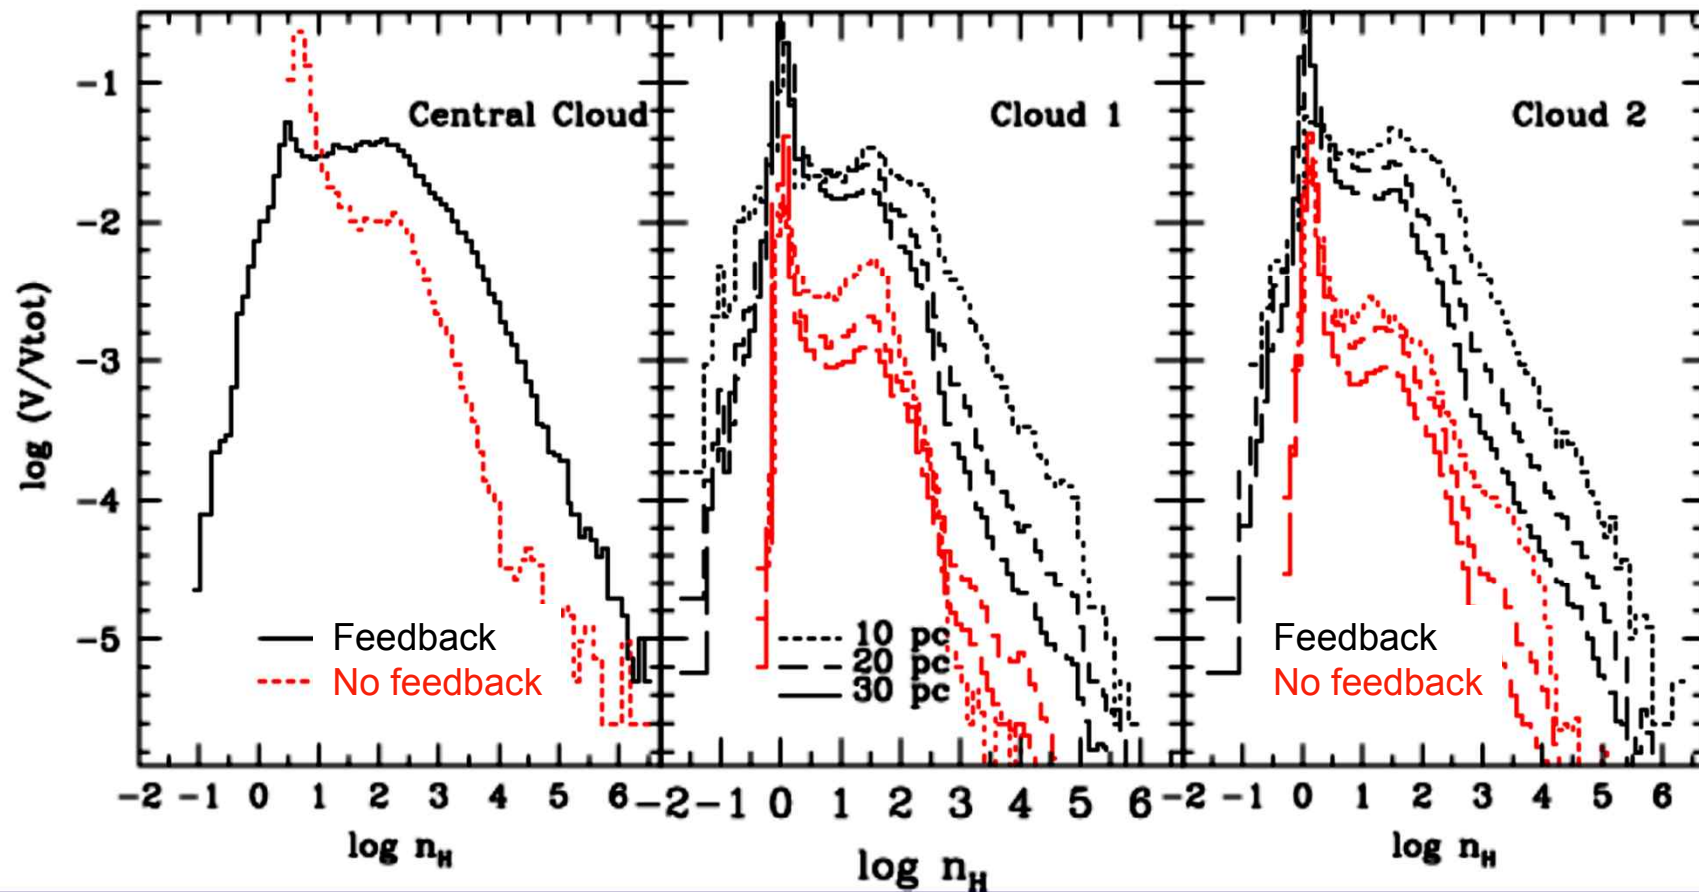 Central Cloud
Cloud 1
Cloud 2
-1
-2
-3
-4
-5
log (V/Vtot)
Feedback
No feedback
10 pc
20 pc
30 pc
Feedback
No feedback
-2 -1 0 1 2 3 4 5 6
-2 -1 0 1 2 3 4 5 6
-2 -1 0 1 2 3 4 5 6
log nH
log nH
log nH